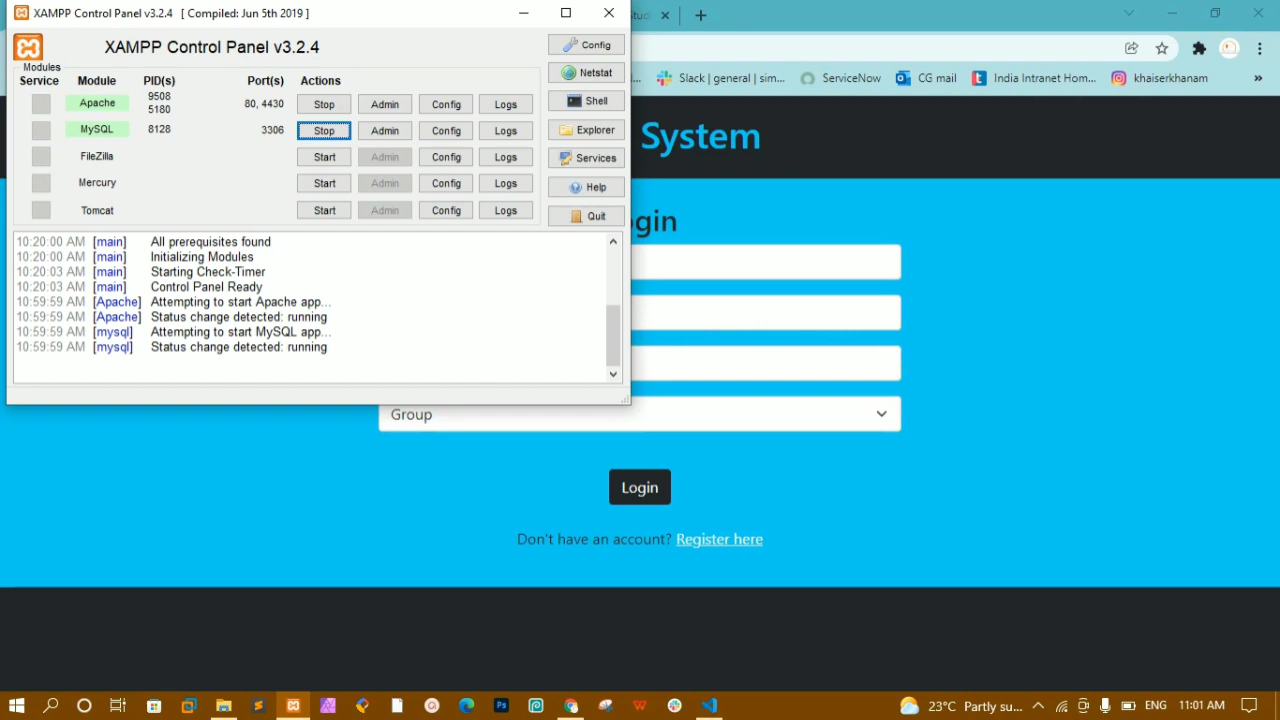 XAMPP Control Panel v3.2.4 [ Compiled: Jun 5th 2019 ]
XAMPP Control Panel v3.2.4
Modules
Service Module PID(s) Port(s) Actions
Apache 9508 5180 80, 4430 Stop Admin Config Logs
MySQL 8128 3306 Stop Admin Config Logs
FileZilla Start Admin Config Logs
Mercury Start Admin Config Logs
Tomcat Start Admin Config Logs
Config
Netstat
Shell
Explorer
Services
Help
Quit
10:20:00 AM [main] All prerequisites found
10:20:00 AM [main] Initializing Modules
10:20:03 AM [main] Starting Check-Timer
10:20:03 AM [main] Control Panel Ready
10:59:59 AM [Apache] Attempting to start Apache app...
10:59:59 AM [Apache] Status change detected: running
10:59:59 AM [mysql] Attempting to start MySQL app...
10:59:59 AM [mysql] Status change detected: running
Slack | general | sim... ServiceNow CG mail India Intranet Hom... khaiserkhanam »
System
gin
Group
Login
Don't have an account? Register here
23°C Partly su... ENG 11:01 AM